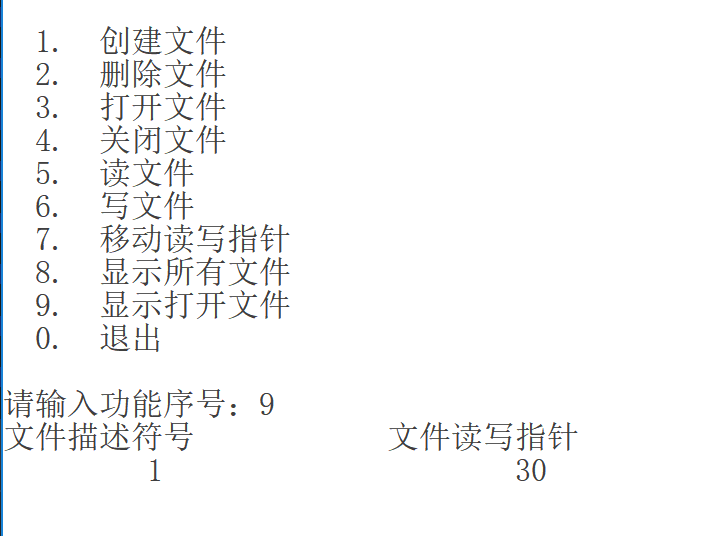 1. 创建文件
2. 删除文件
3. 打开文件
4. 关闭文件
5. 读文件
6. 写文件
7. 移动读写指针
8. 显示所有文件
9. 显示打开文件
0. 退出
请输入功能序号：9
文件描述符号 文件读写指针
1 30